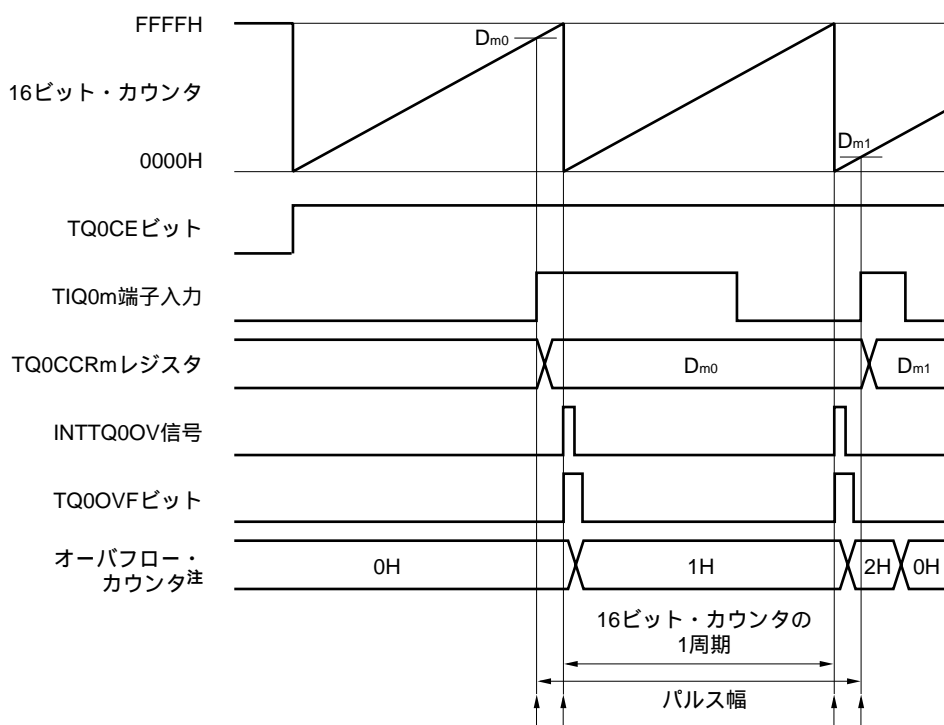 FFFFH
Dm0
16ビット・カウンタ
0000H
Dm1
TQ0CEビット
TIQ0m端子入力
TQ0CCRmレジスタ
Dm0
Dm1
INTTQ0OV信号
TQ0OVFビット
オーバフロー・
カウンタ注
0H
1H
2H
0H
16ビット・カウンタの
1周期
パルス幅